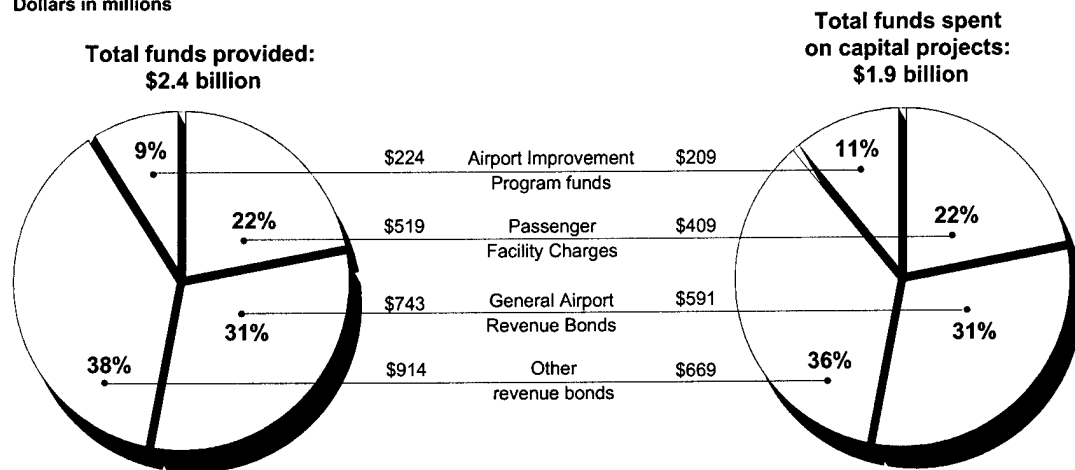 Dollars in millions
Total funds provided:
$2.4 billion
Total funds spent
on capital projects:
$1.9 billion
9%
$224 Airport Improvement $209
Program funds
11%
22%
$519 Passenger $409
Facility Charges
22%
$743 General Airport $591
Revenue Bonds
31%
31%
38%
$914 Other $669
revenue bonds
36%